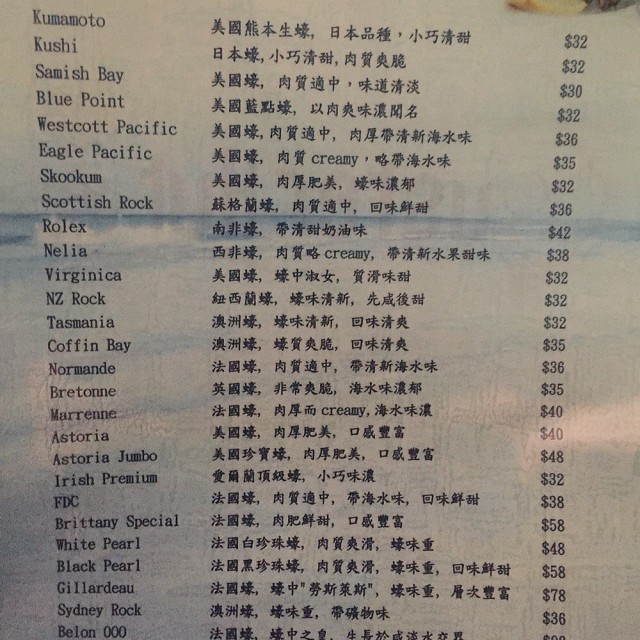 Kumamoto 美國熊本生蠔, 日本品種,小巧清甜 $32
Kushi 日本蠔,小巧清甜,肉質爽脆 $32
Samish Bay 美國蠔, 肉質適中,味道清淡 $30
Blue Point 美國藍點蠔, 以肉爽味濃聞名 $32
Westcott Pacific 美國蠔,肉質適中, 肉厚帶清新海水味 $36
Eagle Pacific 美國蠔, 肉質 creamy,略帶海水味 $35
Skookum 美國蠔, 肉厚肥美, 蠔味濃郁 $32
Scottish Rock 蘇格蘭蠔, 肉質適中, 回味鮮甜 $36
Rolex 南非蠔, 帶清甜奶油味 $42
Nelia 西非蠔, 肉質略 creamy, 帶清新水果甜味 $38
Virginica 美國蠔, 蠔中淑女, 質滑味甜 $32
NZ Rock 紐西蘭蠔, 蠔味清新, 先咸後甜 $32
Tasmania 澳洲蠔, 蠔味清新, 回味清爽 $32
Coffin Bay 澳洲蠔, 蠔質爽脆, 回味清爽 $35
Normande 法國蠔, 肉質適中, 帶清新海水味 $36
Bretonne 英國蠔, 非常爽脆, 海水味濃郁 $35
Marrenne 法國蠔, 肉厚而 creamy,海水味濃 $40
Astoria 美國蠔, 肉厚肥美, 口感豐富 $40
Astoria Jumbo 美國珍寶蠔, 肉厚肥美, 口感豐富 $48
Irish Premium 愛爾蘭頂級蠔, 小巧味濃 $32
FDC 法國蠔, 肉質適中, 帶海水味, 回味鮮甜 $38
Brittany Special 法國蠔, 肉肥鮮甜, 口感豐富 $58
White Pearl 法國白珍珠蠔, 肉質爽滑, 蠔味重 $48
Black Pearl 法國黑珍珠蠔, 肉質爽滑, 蠔味重, 回味鮮甜 $58
Gillardeau 法國蠔, 蠔中"勞斯萊斯", 蠔味重, 層次豐富 $78
Sydney Rock 澳洲蠔, 蠔味重, 帶礦物味 $36
Belon 000 法國蠔, 蠔中之皇, 生長於咸淡水交界